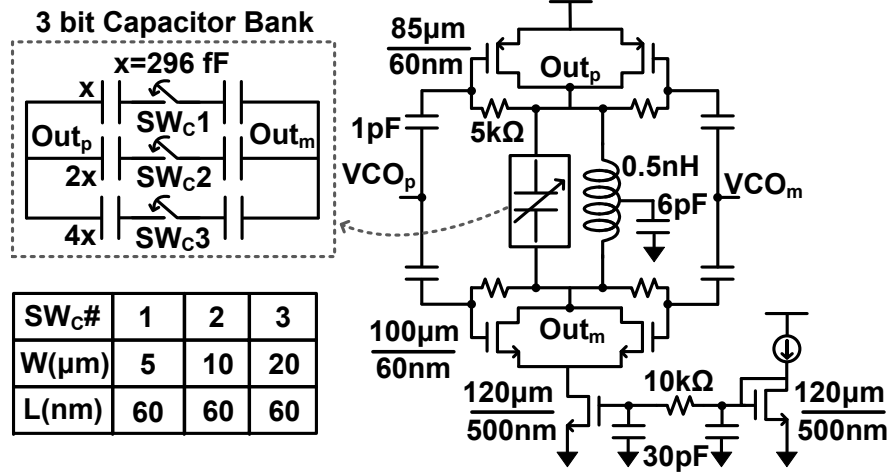 3 bit Capacitor Bank
x=296 fF
x
SWC1
Outp
Outm
2x
SWC2
4x
SWC3
SWC# 1 2 3
W(µm) 5 10 20
L(nm) 60 60 60
85µm
60nm
Outp
1pF
5kΩ
0.5nH
VCOp
VCOm
6pF
100µm
60nm
Outm
120µm
500nm
10kΩ
30pF
120µm
500nm